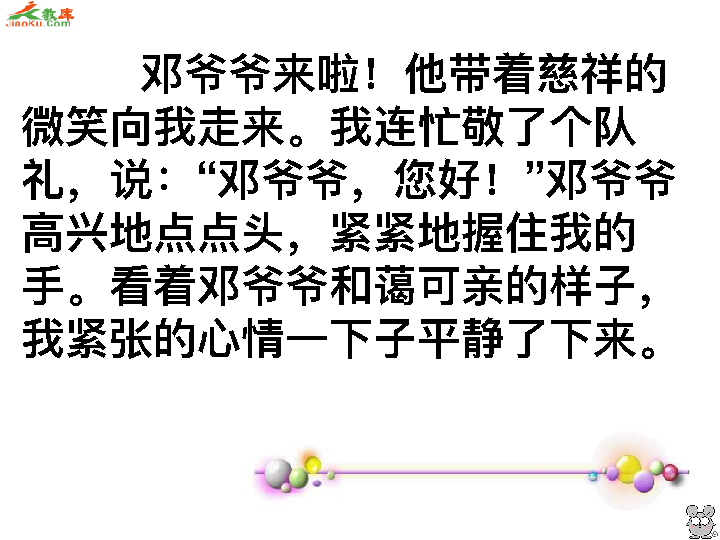 教库
JiaoKu.Com
邓爷爷来啦！他带着慈祥的
微笑向我走来。我连忙敬了个队
礼，说：“邓爷爷，您好！”邓爷爷
高兴地点点头，紧紧地握住我的
手。看着邓爷爷和蔼可亲的样子，
我紧张的心情一下子平静了下来。